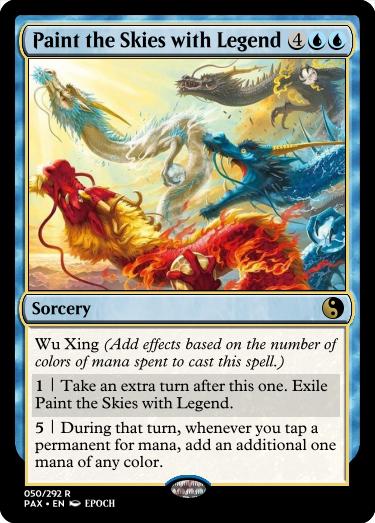 Paint the Skies with Legend 4
Sorcery
Wu Xing (Add effects based on the number
of colors of mana spent to cast this spell.)
1 | Take an extra turn after this one. Exile
Paint the Skies with Legend.
5 | During that turn, whenever you tap a
permanent for mana, add an additional one
mana of any color.
050/292 R
PAX • EN EPOCH